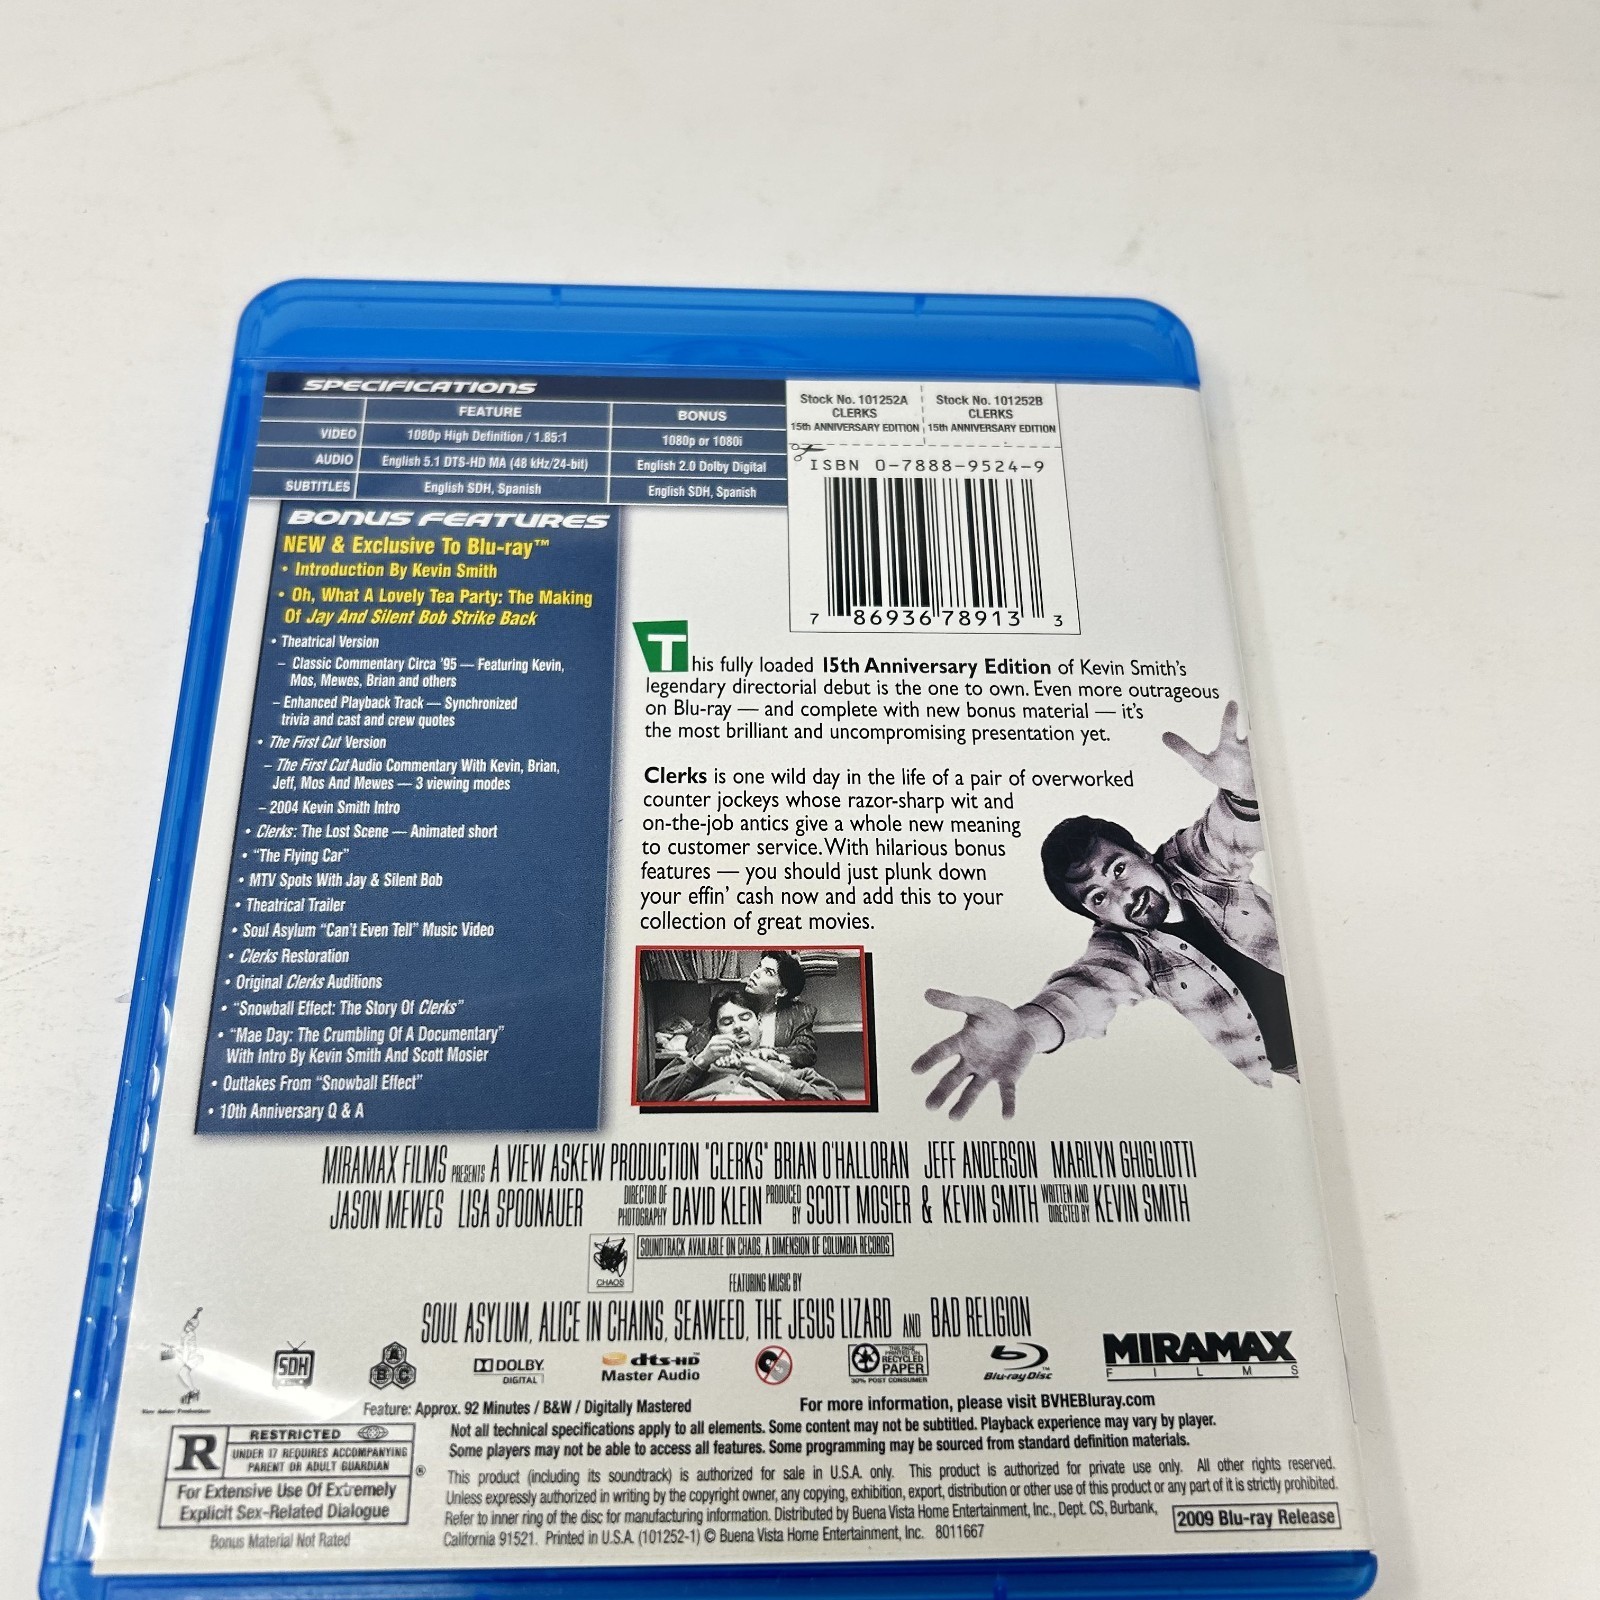 SPECIFICATIONS
FEATURE BONUS
VIDEO 1080p High Definition / 1.85:1 1080p or 1080i
AUDIO English 5.1 DTS-HD MA (48 kHz/24-bit) English 2.0 Dolby Digital
SUBTITLES English SDH, Spanish English SDH, Spanish
BONUS FEATURES
NEW & Exclusive To Blu-ray™
• Introduction By Kevin Smith
• Oh, What A Lovely Tea Party: The Making
Of Jay And Silent Bob Strike Back
• Theatrical Version
– Classic Commentary Circa '95 — Featuring Kevin,
Mos, Mewes, Brian and others
– Enhanced Playback Track — Synchronized
trivia and cast and crew quotes
• The First Cut Version
– The First Cut Audio Commentary With Kevin, Brian,
Jeff, Mos And Mewes — 3 viewing modes
– 2004 Kevin Smith Intro
• Clerks: The Lost Scene — Animated short
• "The Flying Car"
• MTV Spots With Jay & Silent Bob
• Theatrical Trailer
• Soul Asylum "Can't Even Tell" Music Video
• Clerks Restoration
• Original Clerks Auditions
• "Snowball Effect: The Story Of Clerks"
• "Mae Day: The Crumbling Of A Documentary"
With Intro By Kevin Smith And Scott Mosier
• Outtakes From "Snowball Effect"
• 10th Anniversary Q & A
Stock No. 101252A Stock No. 101252B
CLERKS CLERKS
15th ANNIVERSARY EDITION 15th ANNIVERSARY EDITION
ISBN 0-7888-9524-9
7 86936 78913 3
This fully loaded 15th Anniversary Edition of Kevin Smith's
legendary directorial debut is the one to own. Even more outrageous
on Blu-ray — and complete with new bonus material — it's
the most brilliant and uncompromising presentation yet.
Clerks is one wild day in the life of a pair of overworked
counter jockeys whose razor-sharp wit and
on-the-job antics give a whole new meaning
to customer service. With hilarious bonus
features — you should just plunk down
your effin' cash now and add this to your
collection of great movies.
MIRAMAX FILMS PRESENTS A VIEW ASKEW PRODUCTION "CLERKS" BRIAN O'HALLORAN JEFF ANDERSON MARILYN GHIGLIOTTI
JASON MEWES LISA SPOONAUER DIRECTOR OF PHOTOGRAPHY DAVID KLEIN PRODUCED BY SCOTT MOSIER & KEVIN SMITH WRITTEN AND DIRECTED BY KEVIN SMITH
CHAOS SOUNDTRACK AVAILABLE ON CHAOS, A DIMENSION OF COLUMBIA RECORDS
FEATURING MUSIC BY
SOUL ASYLUM, ALICE IN CHAINS, SEAWEED, THE JESUS LIZARD AND BAD RELIGION
View Askew Productions
SDH
A B C
DOLBY DIGITAL
dts-HD Master Audio
THIS PAGE PRINTED ON RECYCLED PAPER
30% POST CONSUMER
Blu-ray Disc™
MIRAMAX
FILMS
Feature: Approx. 92 Minutes / B&W / Digitally Mastered For more information, please visit BVHEBluray.com
Not all technical specifications apply to all elements. Some content may not be subtitled. Playback experience may vary by player.
Some players may not be able to access all features. Some programming may be sourced from standard definition materials.
R RESTRICTED
UNDER 17 REQUIRES ACCOMPANYING
PARENT OR ADULT GUARDIAN
®
For Extensive Use Of Extremely
Explicit Sex-Related Dialogue
Bonus Material Not Rated
This product (including its soundtrack) is authorized for sale in U.S.A. only. This product is authorized for private use only. All other rights reserved.
Unless expressly authorized in writing by the copyright owner, any copying, exhibition, export, distribution or other use of this product or any part of it is strictly prohibited.
Refer to inner ring of the disc for manufacturing information. Distributed by Buena Vista Home Entertainment, Inc., Dept. CS, Burbank,
California 91521. Printed in U.S.A. (101252-1) © Buena Vista Home Entertainment, Inc. 8011667
2009 Blu-ray Release